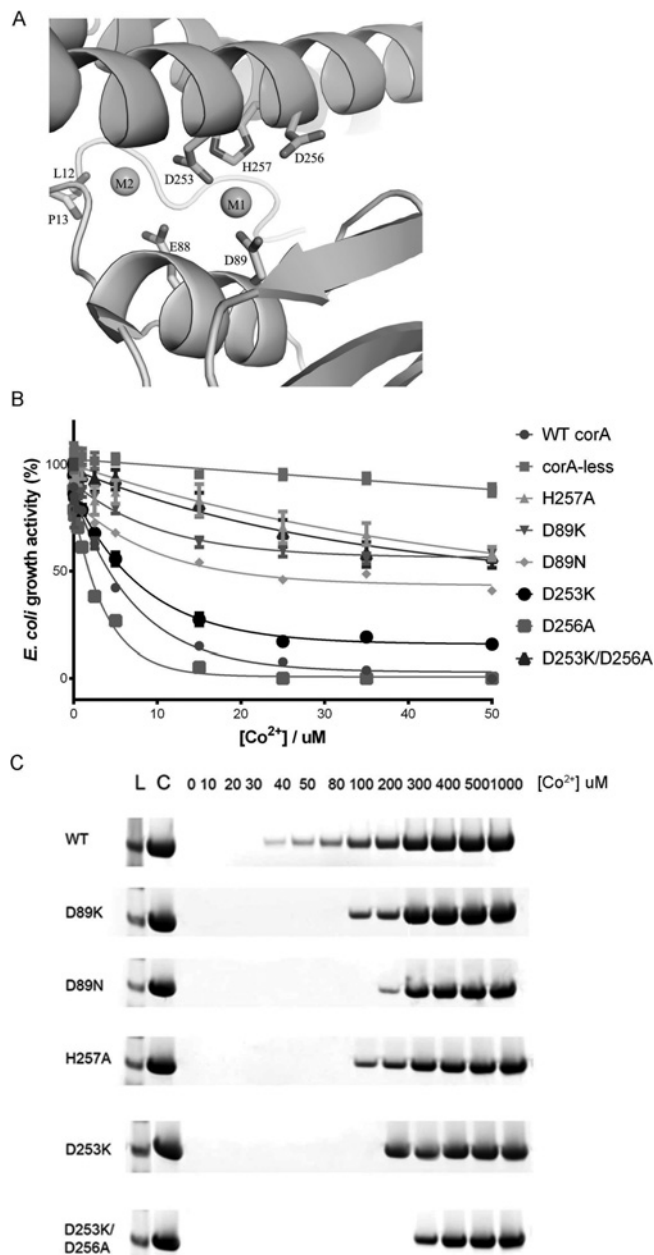 A
L12
P13
M2
D253
H257
D256
M1
E88
D89
B
E. coli growth activity (%)
100
50
0
0
10
20
30
40
50
[Co²⁺] / uM
WT corA
corA-less
H257A
D89K
D89N
D253K
D256A
D253K/D256A
C
L C 0 10 20 30 40 50 80 100 200 300 400 500 1000 [Co²⁺] uM
WT
D89K
D89N
H257A
D253K
D253K/
D256A